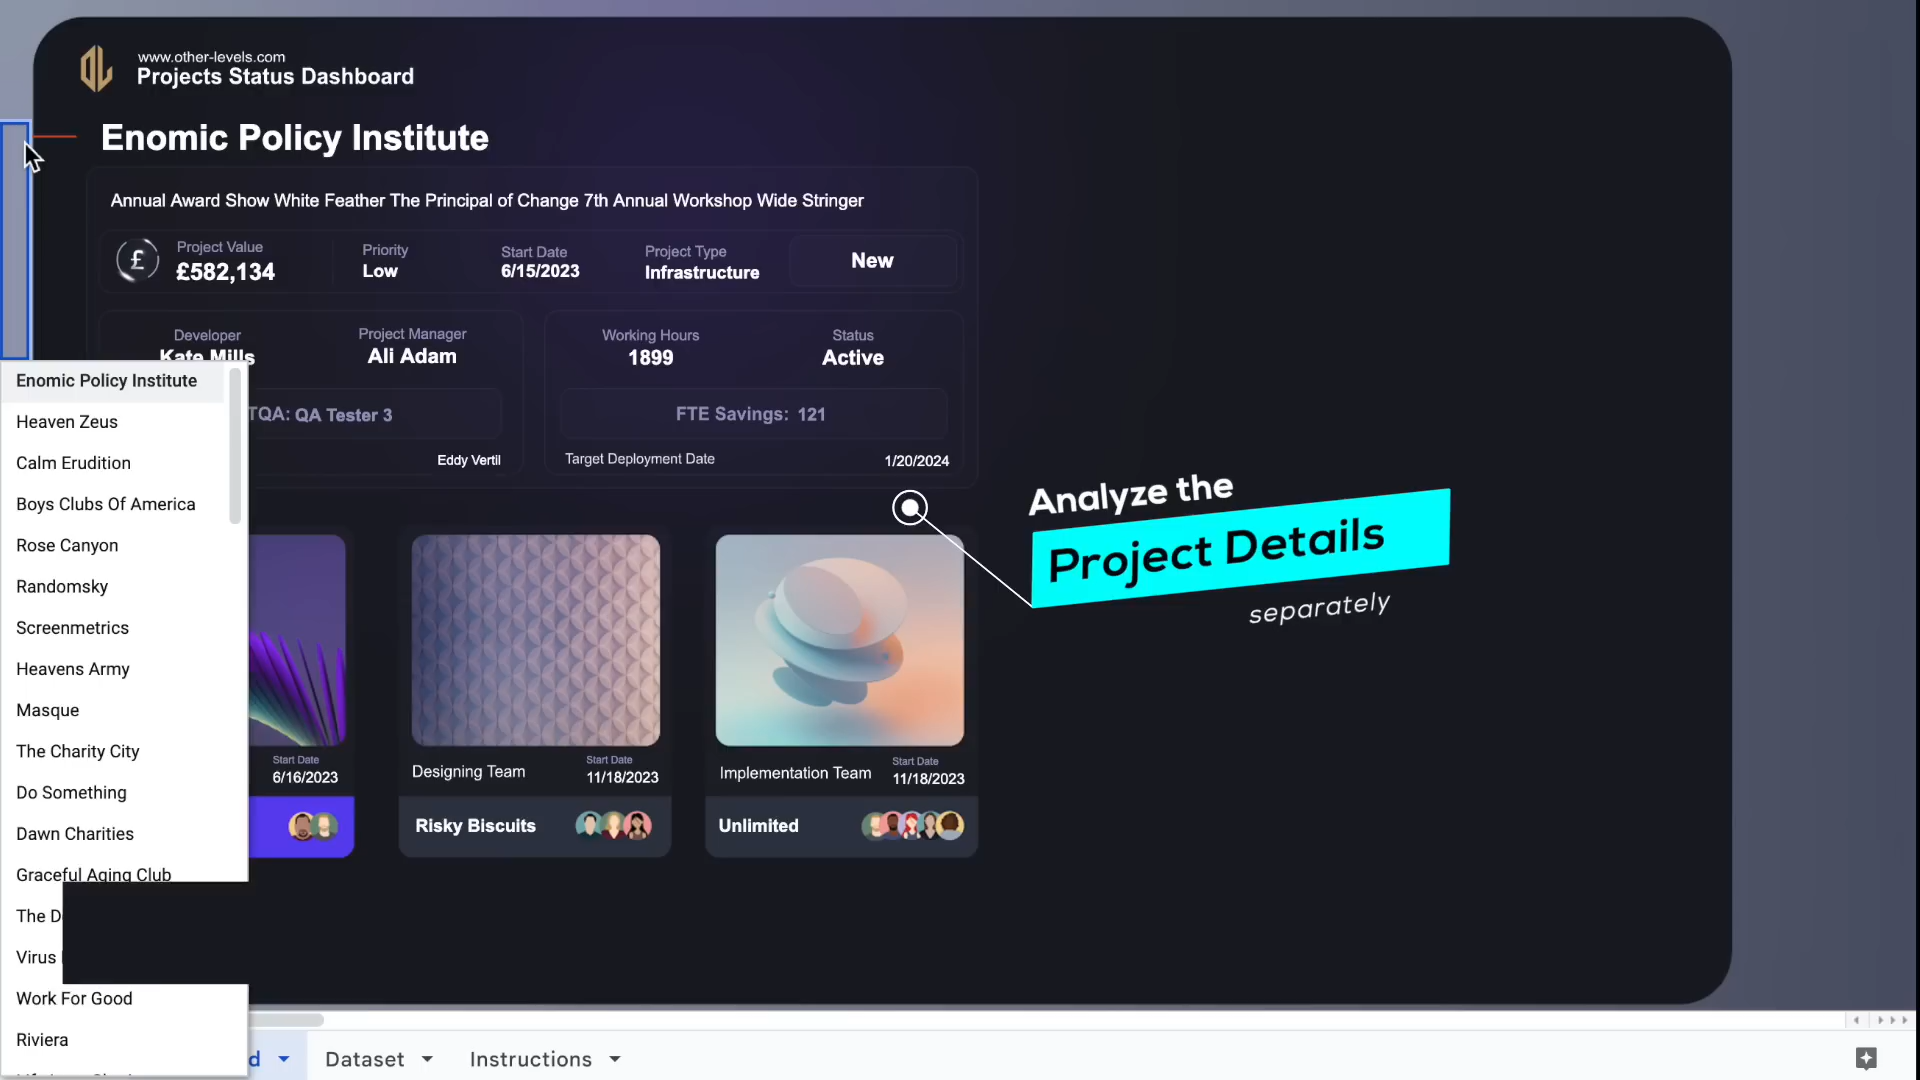 www.other-levels.com
Projects Status Dashboard
Enomic Policy Institute
Annual Award Show White Feather The Principal of Change 7th Annual Workshop Wide Stringer
Project Value
£
£582,134
Priority
Low
Start Date
6/15/2023
Project Type
Infrastructure
New
Developer
Kate Mills
Project Manager
Ali Adam
Working Hours
1899
Status
Active
TQA: QA Tester 3
FTE Savings: 121
Eddy Vertil
Target Deployment Date
1/20/2024
Enomic Policy Institute
Heaven Zeus
Calm Erudition
Boys Clubs Of America
Rose Canyon
Randomsky
Screenmetrics
Heavens Army
Masque
The Charity City
Do Something
Dawn Charities
Graceful Aging Club
The
Virus
Work For Good
Riviera
Analyze the
Project Details
separately
Start Date
6/16/2023
Designing Team
Start Date
11/18/2023
Risky Biscuits
Implementation Team
Start Date
11/18/2023
Unlimited
d
Dataset
Instructions